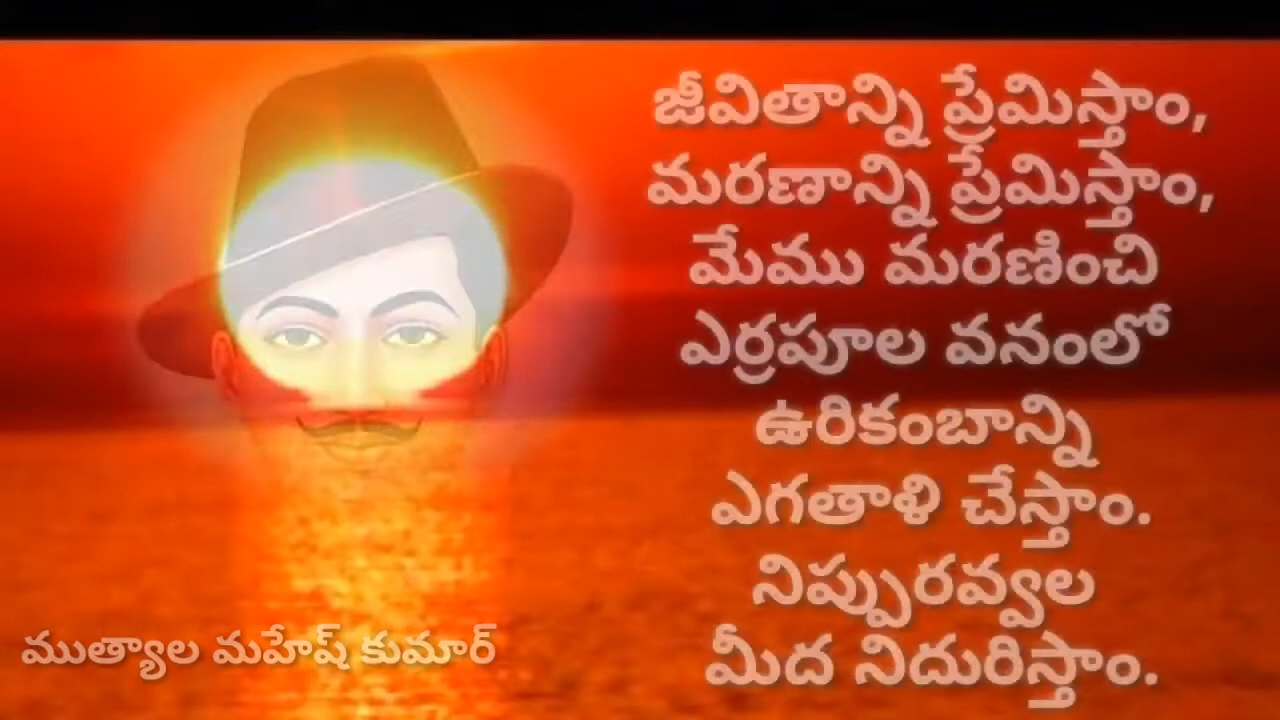 జీవితాన్ని ప్రేమిస్తాం,
మరణాన్ని ప్రేమిస్తాం,
మేము మరణించి
ఎర్రపూల వనంలో
ఉరికంబాన్ని
ఎగతాళి చేస్తాం.
నిప్పురవ్వల
మీద నిదురిస్తాం.
ముత్యాల మహేష్ కుమార్